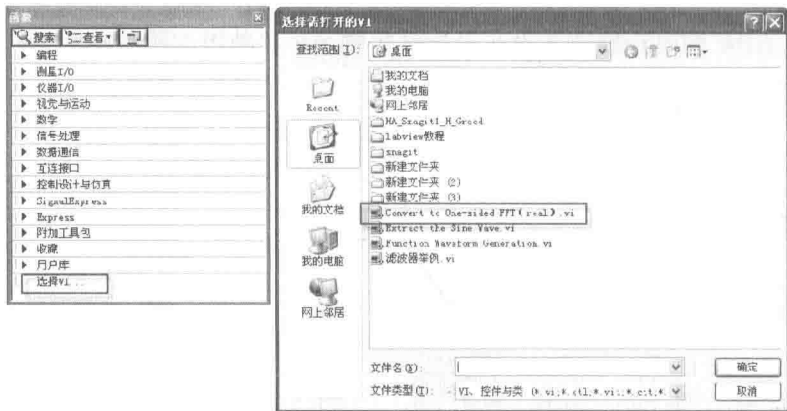 函数
搜索 查看
编程
测量I/O
仪器I/O
视觉与运动
数学
信号处理
数据通信
互连接口
控制设计与仿真
SignalExpress
Express
附加工具包
收藏
用户库
选择VI...
选择需打开的VI
查找范围(I): 桌面
Recent
桌面
我的文档
我的电脑
网上邻居
我的文档
我的电脑
网上邻居
labview教程
snagit
新建文件夹
新建文件夹 (2)
新建文件夹 (3)
Convert to One-sided FFT(real).vi
Extract the Sine Wave.vi
Function Waveform Generation.vi
滤波器举例.vi
文件名(N):
确定
文件类型(T): VI、控件与类
取消